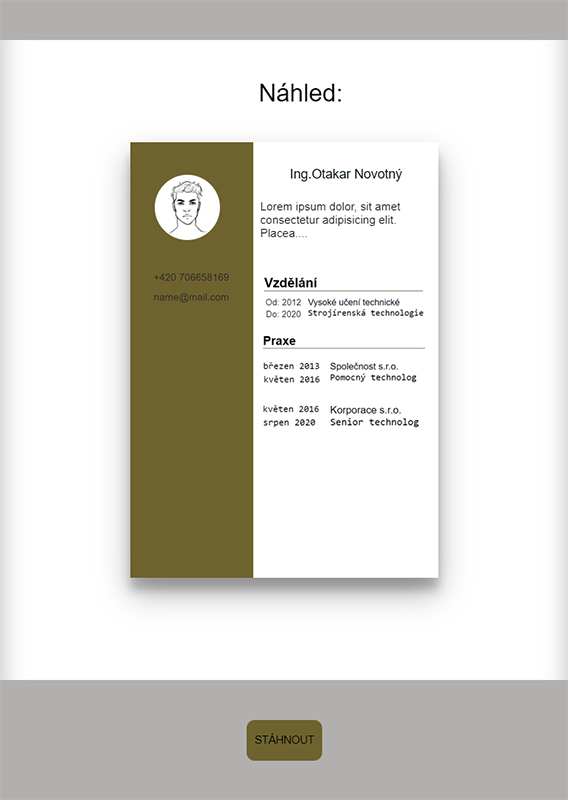 Náhled:
Ing.Otakar Novotný
Lorem ipsum dolor, sit amet
consectetur adipisicing elit.
Placea....
+420 706658169
name@mail.com
Vzdělání
Od: 2012 Vysoké učení technické
Do: 2020 Strojírenská technologie
Praxe
březen 2013 Společnost s.r.o.
květen 2016 Pomocný technolog
květen 2016 Korporace s.r.o.
srpen 2020 Senior technolog
STÁHNOUT